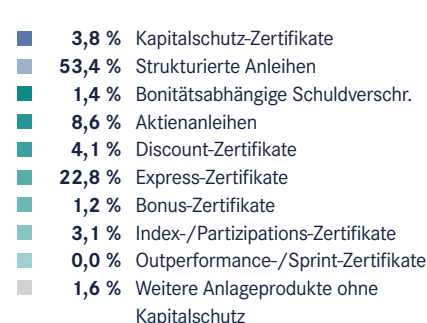 3,8 % Kapitalschutz-Zertifikate
53,4 % Strukturierte Anleihen
1,4 % Bonitätsabhängige Schuldverschr.
8,6 % Aktienanleihen
4,1 % Discount-Zertifikate
22,8 % Express-Zertifikate
1,2 % Bonus-Zertifikate
3,1 % Index-/Partizipations-Zertifikate
0,0 % Outperformance-/Sprint-Zertifikate
1,6 % Weitere Anlageprodukte ohne
Kapitalschutz